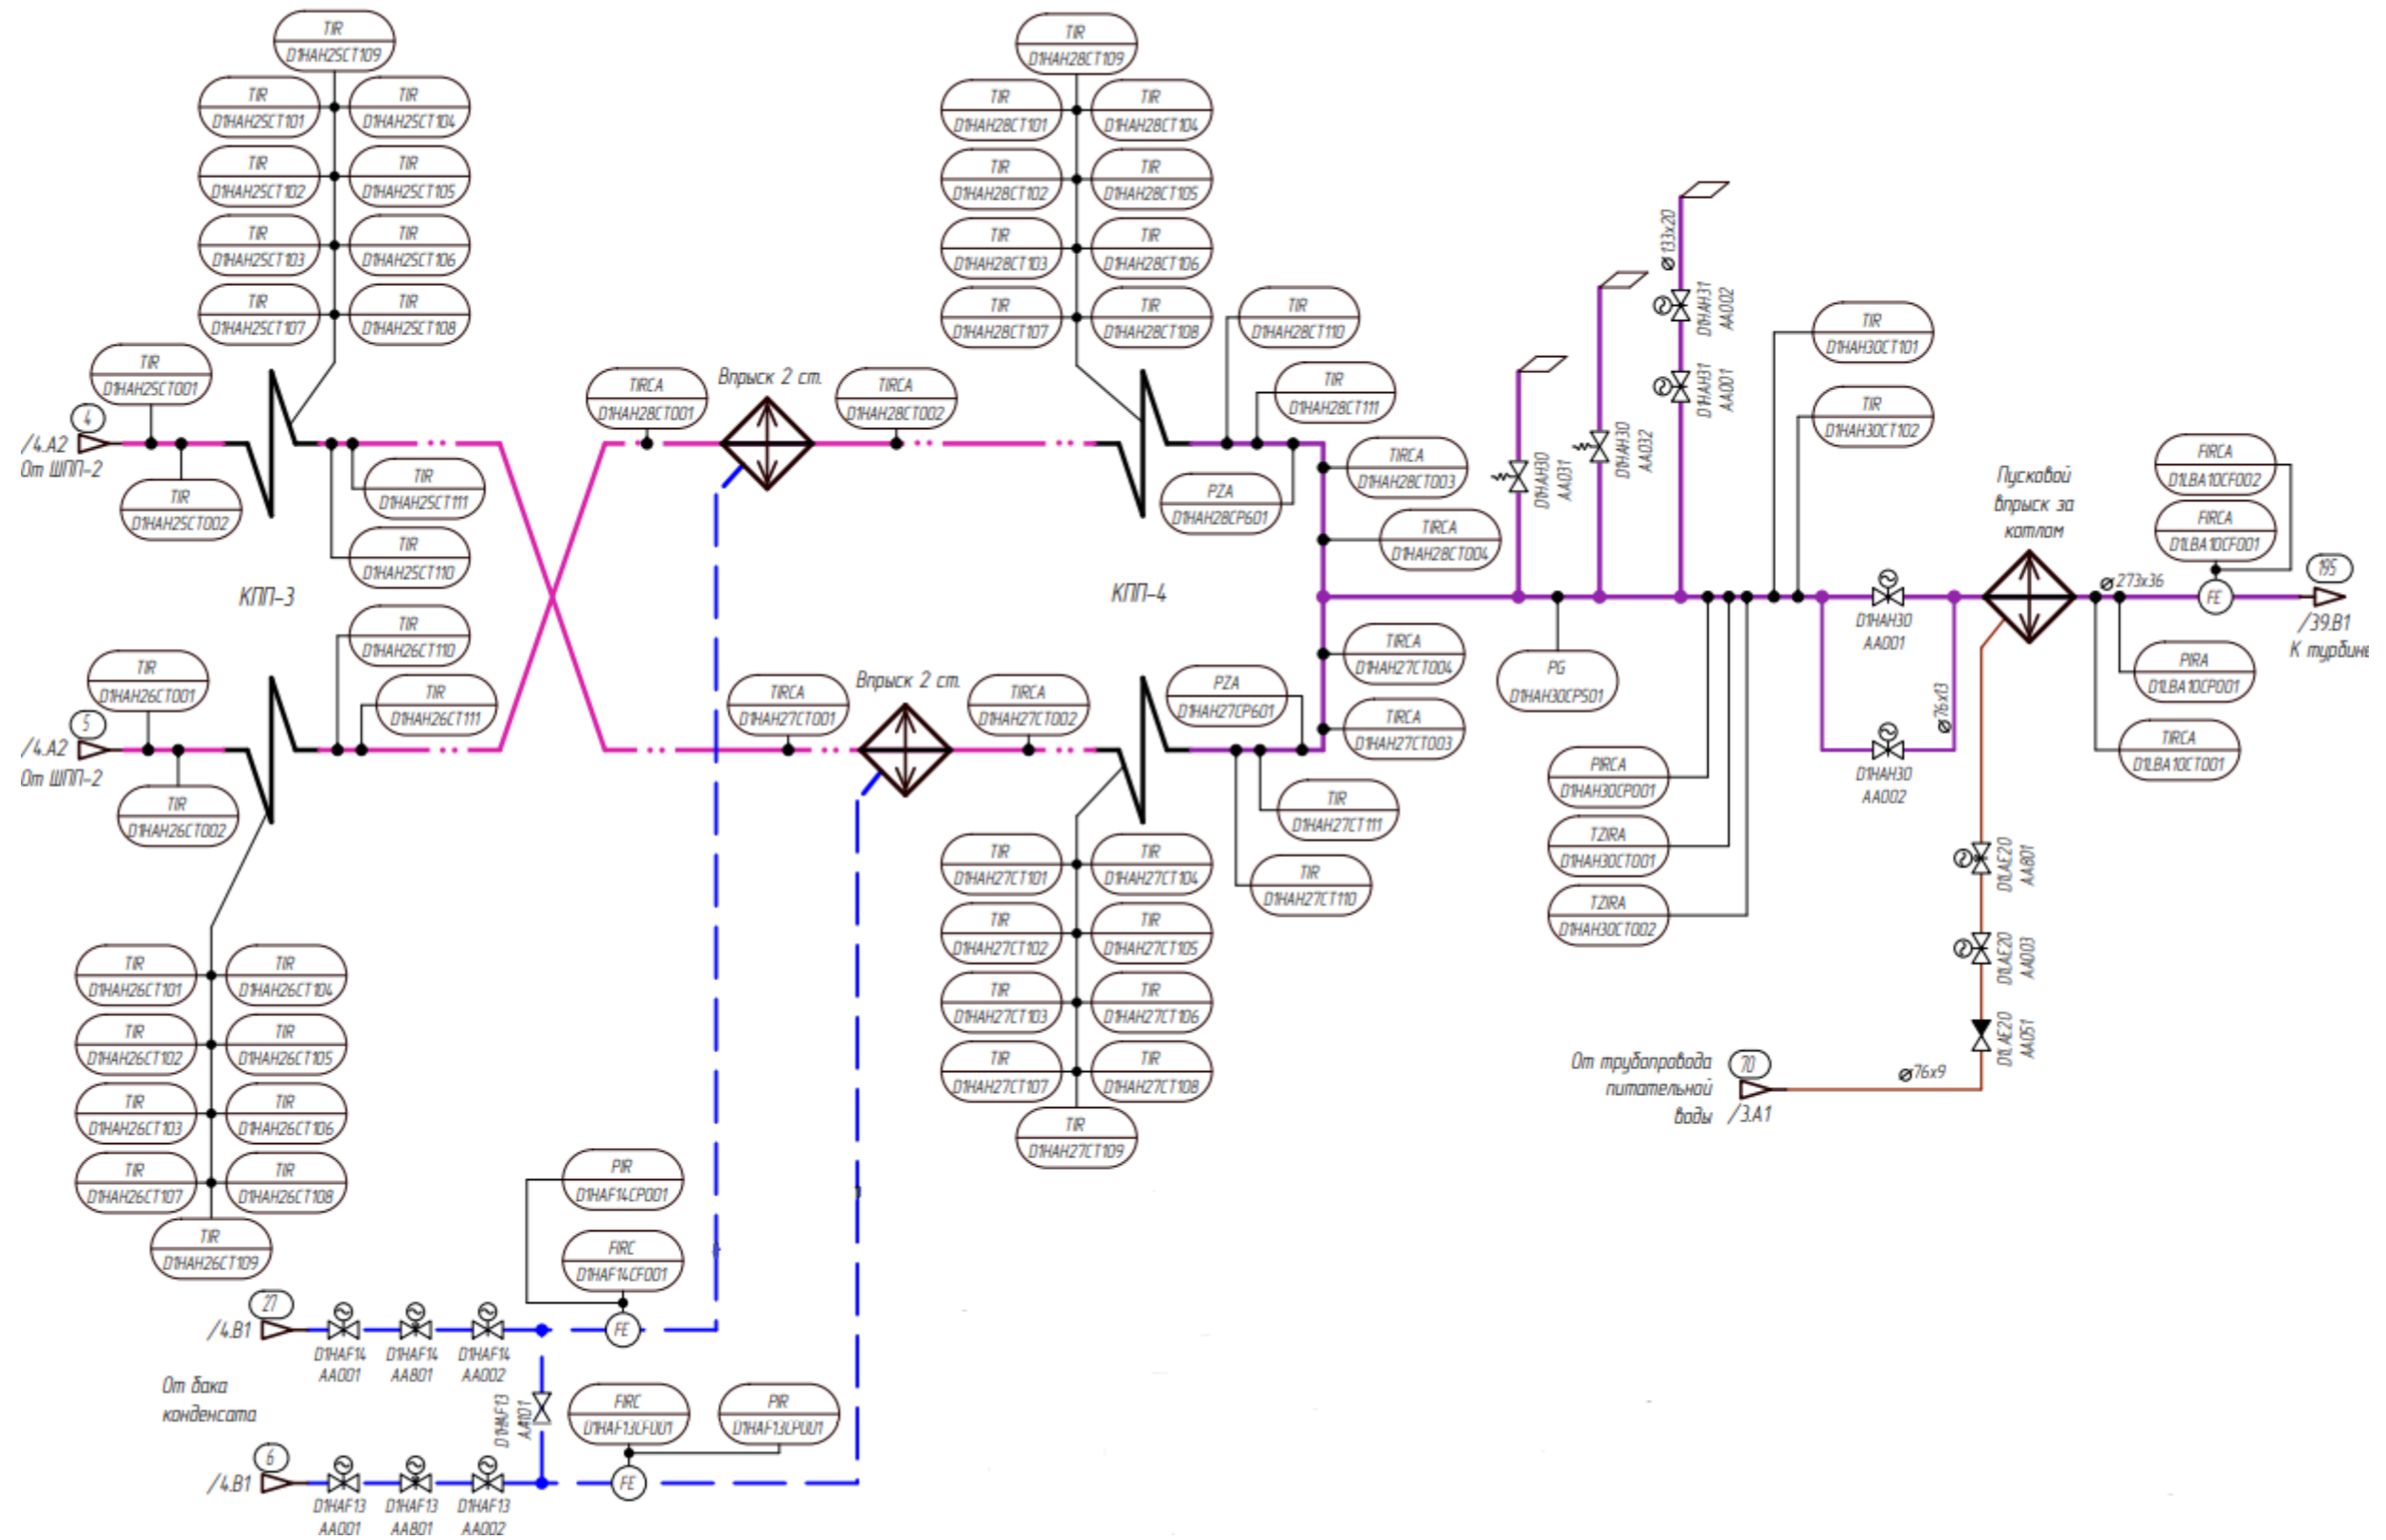 TIR
D1HAH25CT109
TIR
D1HAH25CT101
TIR
D1HAH25CT104
TIR
D1HAH25CT102
TIR
D1HAH25CT105
TIR
D1HAH25CT103
TIR
D1HAH25CT106
TIR
D1HAH25CT107
TIR
D1HAH25CT108
TIR
D1HAH25CT001
4
/4.A2
От ШПП-2
TIR
D1HAH25CT002
TIR
D1HAH25CT111
TIR
D1HAH25CT110
КПП-3
TIR
D1HAH26CT110
TIR
D1HAH26CT111
TIR
D1HAH26CT001
5
/4.A2
От ШПП-2
TIR
D1HAH26CT002
TIR
D1HAH26CT101
TIR
D1HAH26CT104
TIR
D1HAH26CT102
TIR
D1HAH26CT105
TIR
D1HAH26CT103
TIR
D1HAH26CT106
TIR
D1HAH26CT107
TIR
D1HAH26CT108
TIR
D1HAH26CT109
TIRCA
D1HAH28CT001
Впрыск 2 ст.
TIRCA
D1HAH28CT002
TIRCA
D1HAH27CT001
Впрыск 2 ст.
TIRCA
D1HAH27CT002
TIR
D1HAH28CT109
TIR
D1HAH28CT101
TIR
D1HAH28CT104
TIR
D1HAH28CT102
TIR
D1HAH28CT105
TIR
D1HAH28CT103
TIR
D1HAH28CT106
TIR
D1HAH28CT107
TIR
D1HAH28CT108
TIR
D1HAH28CT110
TIR
D1HAH28CT111
PZA
D1HAH28CP601
TIRCA
D1HAH28CT003
TIRCA
D1HAH28CT004
КПП-4
TIRCA
D1HAH27CT004
TIRCA
D1HAH27CT003
PZA
D1HAH27CP601
TIR
D1HAH27CT111
TIR
D1HAH27CT110
TIR
D1HAH27CT101
TIR
D1HAH27CT104
TIR
D1HAH27CT102
TIR
D1HAH27CT105
TIR
D1HAH27CT103
TIR
D1HAH27CT106
TIR
D1HAH27CT107
TIR
D1HAH27CT108
TIR
D1HAH27CT109
D1HAH30
AA031
D1HAH30
AA032
⌀133x20
D1HAH31
AA002
D1HAH31
AA001
PG
D1HAH30CP501
TIR
D1HAH30CT101
TIR
D1HAH30CT102
PIRCA
D1HAH30CP001
TZIRA
D1HAH30CT001
TZIRA
D1HAH30CT002
D1HAH30
AA001
D1HAH30
AA002
⌀76x13
Пусковой
впрыск за
котлом
⌀273x36
FIRCA
D1LBA10CF002
FIRCA
D1LBA10CF001
FE
195
/39.B1
К турбине
PIRA
D1LBA10CP001
TIRCA
D1LBA10CT001
D1LAE20
AA801
D1LAE20
AA003
D1LAE20
AA051
От трубопровода
питательной
воды
70
/3.A1
⌀76x9
PIR
D1HAF14CP001
FIRC
D1HAF14CF001
FE
27
/4.B1
D1HAF14
AA001
D1HAF14
AA801
D1HAF14
AA002
От бака
конденсата
D1HAF13
AA101
FIRC
D1HAF13CF001
PIR
D1HAF13CP001
FE
6
/4.B1
D1HAF13
AA001
D1HAF13
AA801
D1HAF13
AA002